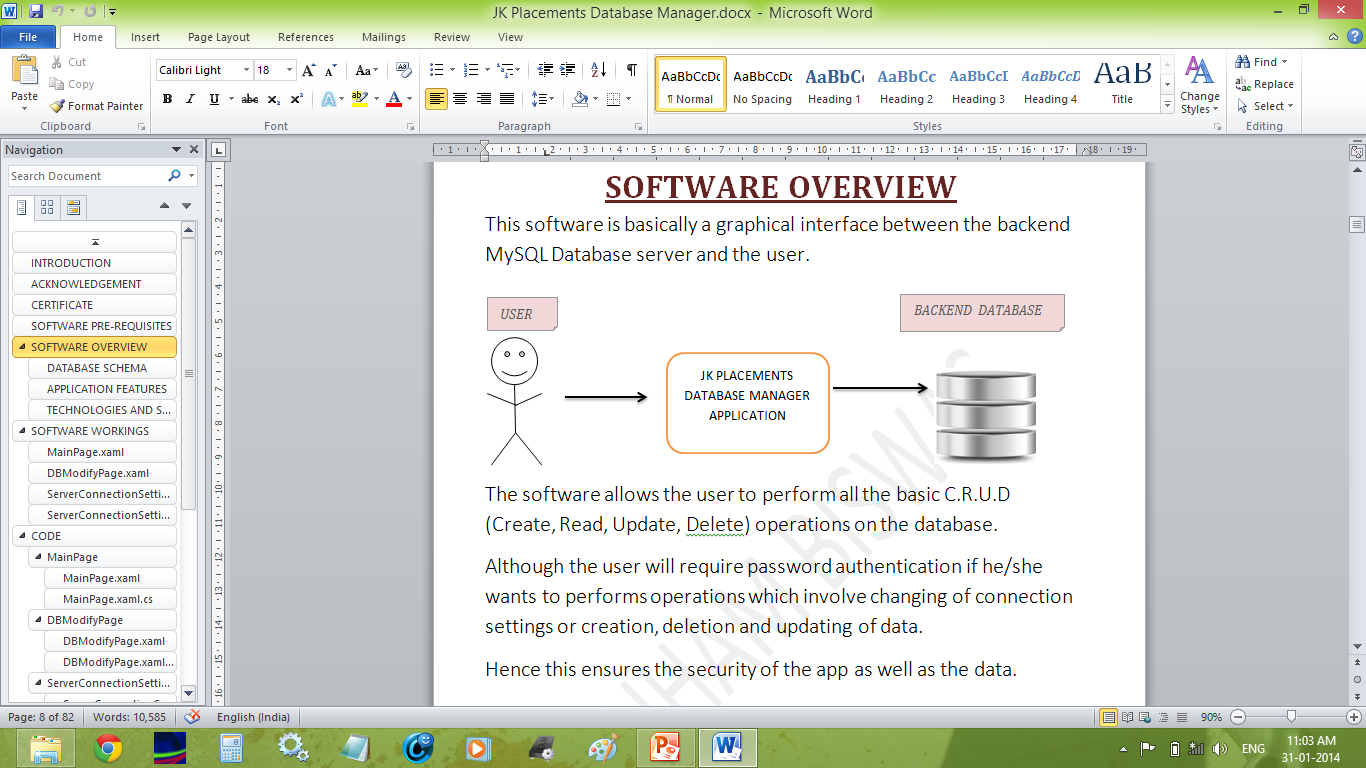 JK Placements Database Manager.docx - Microsoft Word
File Home Insert Page Layout References Mailings Review View
Paste
Cut
Copy
Format Painter
Clipboard
Calibri Light 18
B I U abc x₂ x²
Font
Paragraph
AaBbCcDc AaBbCcDc AaBbCc AaBbCc AaBbCcI AaBbCcD AaB
¶ Normal No Spacing Heading 1 Heading 2 Heading 3 Heading 4 Title
Change Styles
Styles
Find
Replace
Select
Editing
Navigation
Search Document
INTRODUCTION
ACKNOWLEDGEMENT
CERTIFICATE
SOFTWARE PRE-REQUISITES
SOFTWARE OVERVIEW
DATABASE SCHEMA
APPLICATION FEATURES
TECHNOLOGIES AND S...
SOFTWARE WORKINGS
MainPage.xaml
DBModifyPage.xaml
ServerConnectionSetti...
ServerConnectionSetti...
CODE
MainPage
MainPage.xaml
MainPage.xaml.cs
DBModifyPage
DBModifyPage.xaml
DBModifyPage.xaml...
ServerConnectionSetti...
SOFTWARE OVERVIEW
This software is basically a graphical interface between the backend
MySQL Database server and the user.
USER
BACKEND DATABASE
JK PLACEMENTS
DATABASE MANAGER
APPLICATION
The software allows the user to perform all the basic C.R.U.D
(Create, Read, Update, Delete) operations on the database.
Although the user will require password authentication if he/she
wants to performs operations which involve changing of connection
settings or creation, deletion and updating of data.
Hence this ensures the security of the app as well as the data.
Page: 8 of 82 Words: 10,585 English (India) 90%
ENG
11:03 AM
31-01-2014